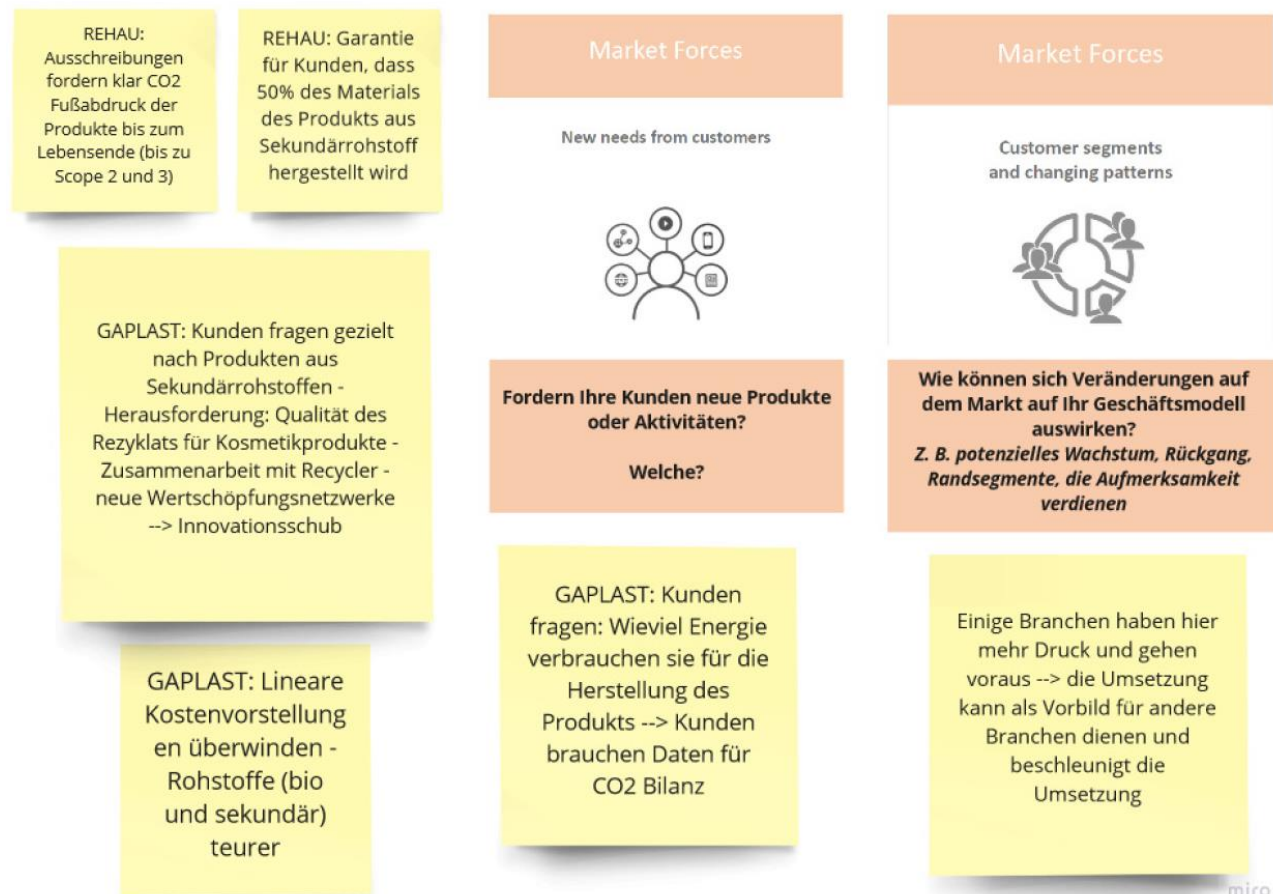 REHAU:
Ausschreibungen
fordern klar CO2
Fußabdruck der
Produkte bis zum
Lebensende (bis zu
Scope 2 und 3)
REHAU: Garantie
für Kunden, dass
50% des Materials
des Produkts aus
Sekundärrohstoff
hergestellt wird
GAPLAST: Kunden fragen gezielt
nach Produkten aus
Sekundärrohstoffen -
Herausforderung: Qualität des
Rezyklats für Kosmetikprodukte -
Zusammenarbeit mit Recycler -
neue Wertschöpfungsnetzwerke
--> Innovationsschub
GAPLAST: Lineare
Kostenvorstellung
en überwinden -
Rohstoffe (bio
und sekundär)
teurer
Market Forces
New needs from customers
Fordern Ihre Kunden neue Produkte
oder Aktivitäten?
Welche?
GAPLAST: Kunden
fragen: Wieviel Energie
verbrauchen sie für die
Herstellung des
Produkts --> Kunden
brauchen Daten für
CO2 Bilanz
Market Forces
Customer segments
and changing patterns
Wie können sich Veränderungen auf
dem Markt auf Ihr Geschäftsmodell
auswirken?
Z. B. potenzielles Wachstum, Rückgang,
Randsegmente, die Aufmerksamkeit
verdienen
Einige Branchen haben hier
mehr Druck und gehen
voraus --> die Umsetzung
kann als Vorbild für andere
Branchen dienen und
beschleunigt die
Umsetzung
miro